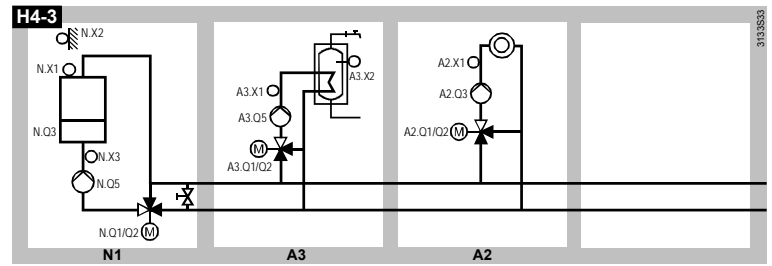 H4-3
N.X2
N.X1
N.Q3
N.X3
N.Q5
N.Q1/Q2
M
N1
A3.X2
A3.X1
A3.Q5
M
A3.Q1/Q2
A3
A2.X1
A2.Q3
A2.Q1/Q2
M
A2
3133S33